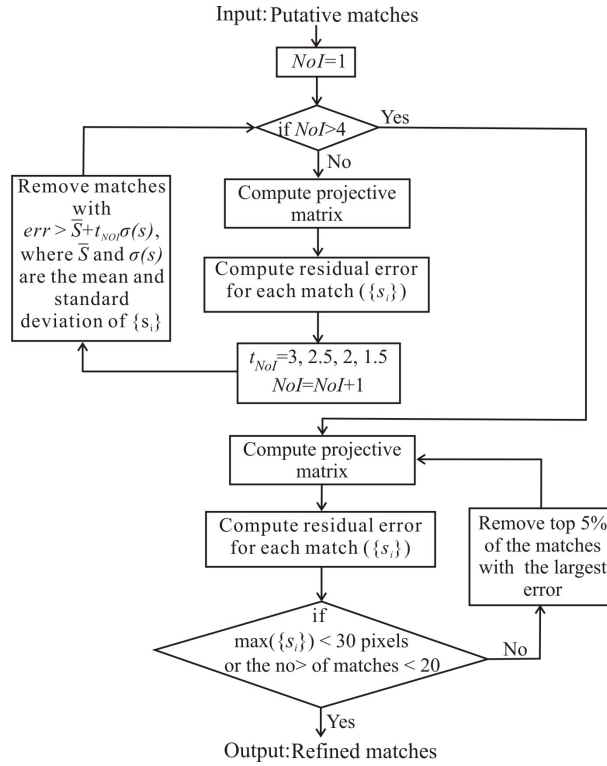 Input: Putative matches
NoI=1
if NoI>4
Yes
No
Compute projective
matrix
Compute residual error
for each match ({sᵢ})
t_NoI=3, 2.5, 2, 1.5
NoI=NoI+1
Remove matches
with
err > S̅+t_NOI σ(s),
where S̅ and σ(s)
are the mean and
standard
deviation of {sᵢ}
Compute projective
matrix
Compute residual error
for each match ({sᵢ})
if
max({sᵢ}) < 30 pixels
or the no> of matches < 20
No
Remove top 5%
of the matches
with the largest
error
Yes
Output: Refined matches